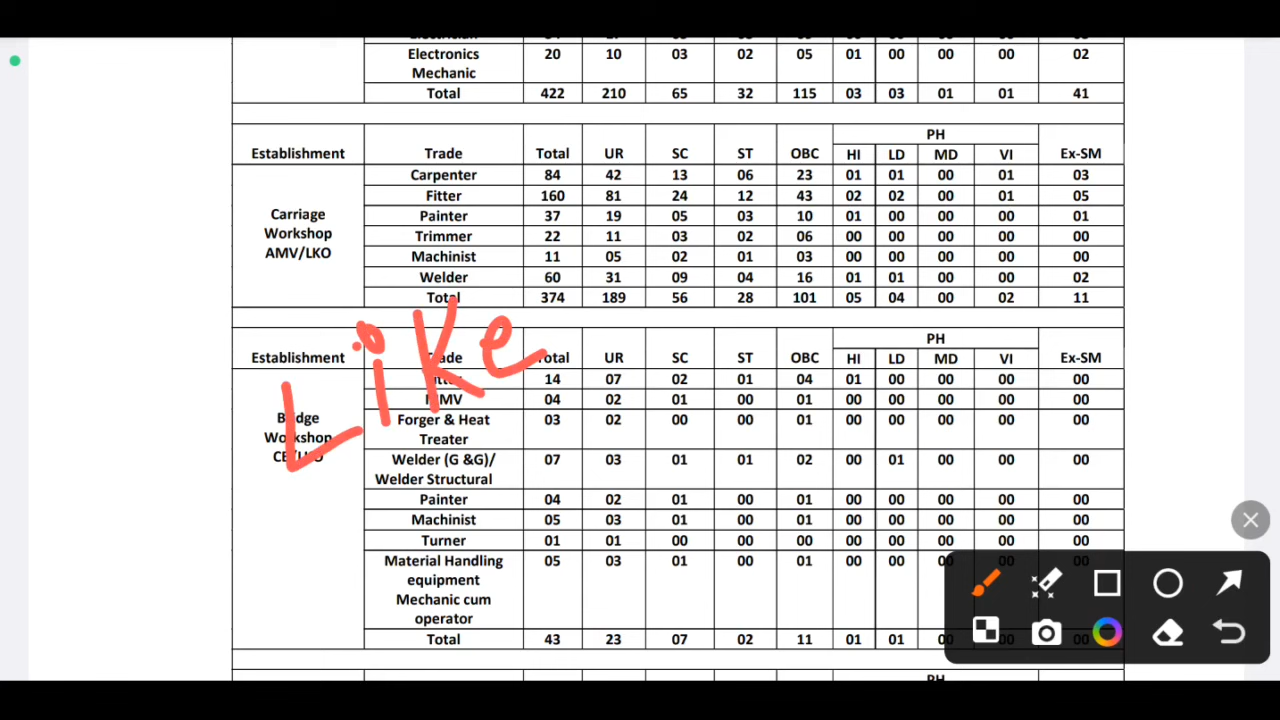 Electronics Mechanic 20 10 03 02 05 01 00 00 00 02
Total 422 210 65 32 115 03 03 01 01 41
Establishment Trade Total UR SC ST OBC PH Ex-SM
HI LD MD VI
Carriage Workshop AMV/LKO
Carpenter 84 42 13 06 23 01 01 00 01 03
Fitter 160 81 24 12 43 02 02 00 01 05
Painter 37 19 05 03 10 01 00 00 00 01
Trimmer 22 11 03 02 06 00 00 00 00 00
Machinist 11 05 02 01 03 00 00 00 00 00
Welder 60 31 09 04 16 01 01 00 00 02
Total 374 189 56 28 101 05 04 00 02 11
Like
Establishment Trade Total UR SC ST OBC PH Ex-SM
HI LD MD VI
Bridge Workshop
14 07 02 01 04 01 00 00 00 00
04 02 01 00 01 00 00 00 00 00
Forger & Heat Treater 03 02 00 00 01 00 00 00 00 00
Welder (G &G)/ Welder Structural 07 03 01 01 02 00 01 00 00 00
Painter 04 02 01 00 01 00 00 00 00 00
Machinist 05 03 01 00 01 00 00 00 00 00
Turner 01 01 00 00 00 00 00 00 00 00
Material Handling equipment Mechanic cum operator 05 03 01 00 01 00 00 00 00 00
Total 43 23 07 02 11 01 01 00 00 00
PH